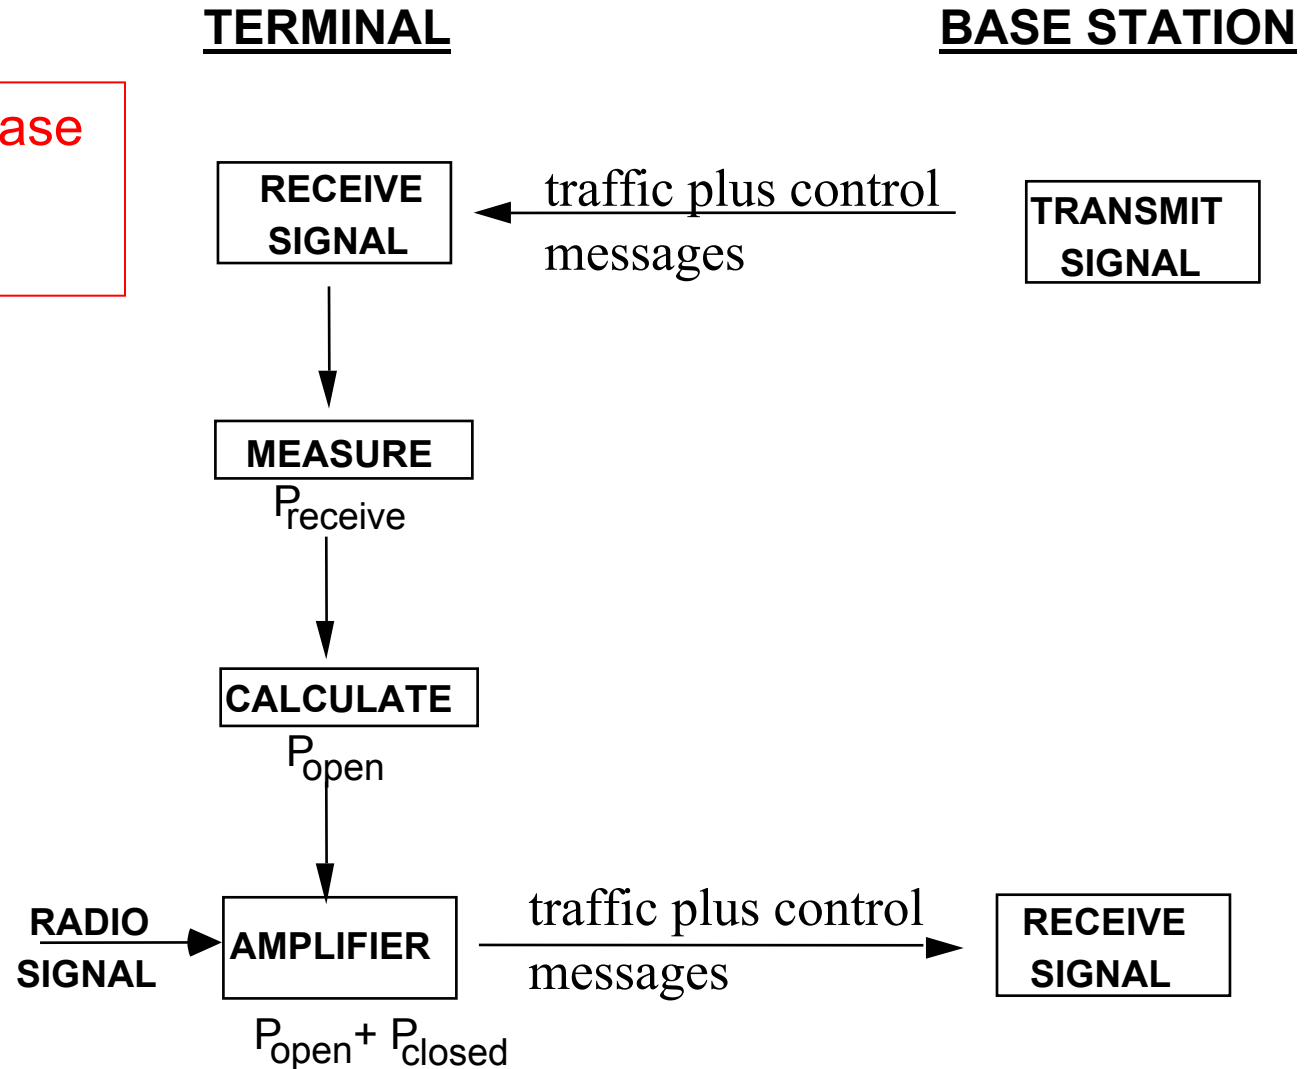 TERMINAL
BASE STATION
RECEIVE
SIGNAL
traffic plus control
messages
TRANSMIT
SIGNAL
MEASURE
Preceive
CALCULATE
Popen
RADIO
SIGNAL
AMPLIFIER
traffic plus control
messages
RECEIVE
SIGNAL
Popen + Pclosed